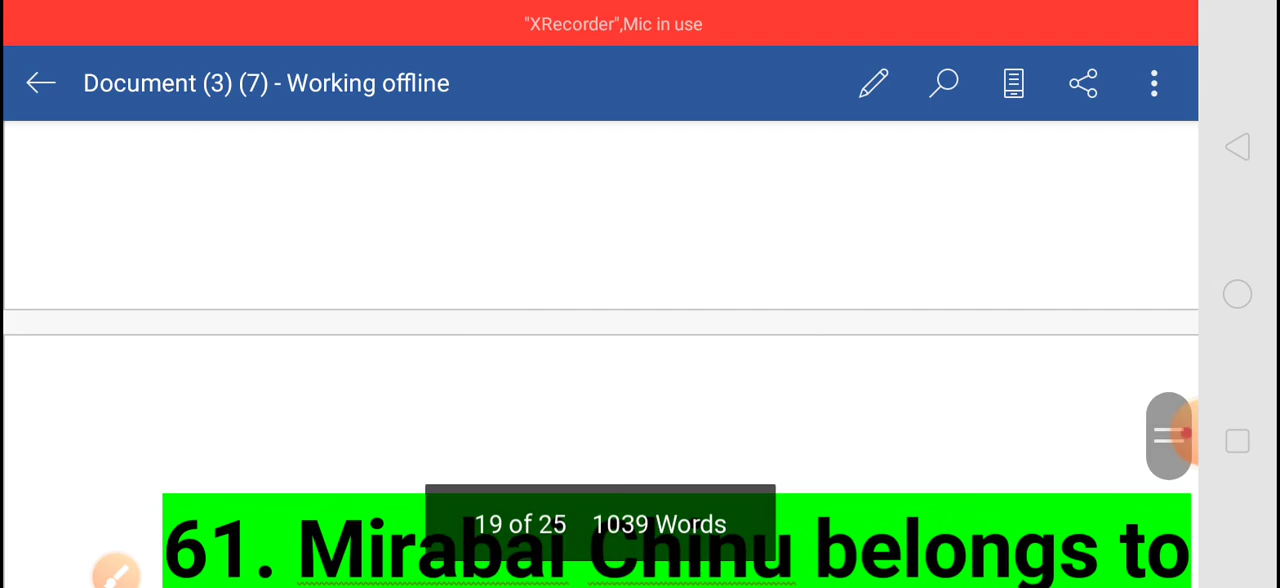 "XRecorder",Mic in use
Document (3) (7) - Working offline
19 of 25 1039 Words
61. Mirabai Chinu belongs to